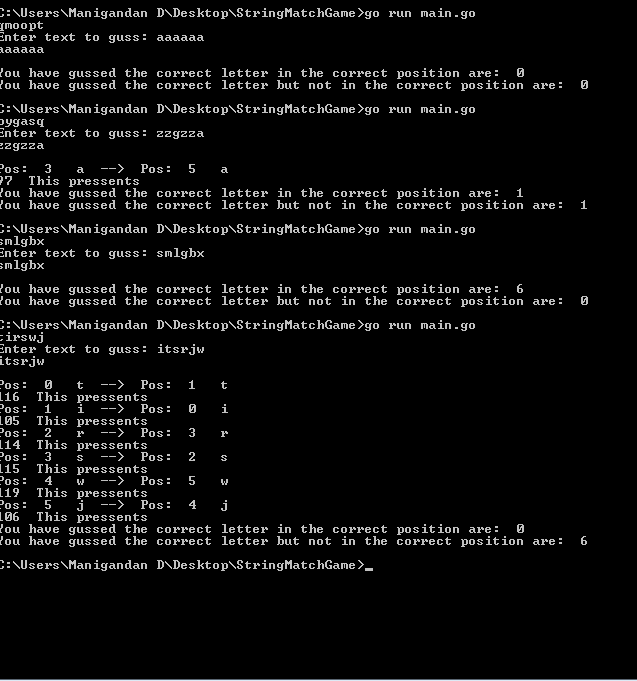 C:\Users\Manigandan D\Desktop\StringMatchGame>go run main.go
qmoopt
Enter text to guss: aaaaaa
aaaaaa
You have gussed the correct letter in the correct position are:  0
You have gussed the correct letter but not in the correct position are:  0
C:\Users\Manigandan D\Desktop\StringMatchGame>go run main.go
Enter text to guss: zzgzza
zzgzza
Pos:  3   a  -->  Pos:  5   a
97  This pressents
You have gussed the correct letter in the correct position are:  1
You have gussed the correct letter but not in the correct position are:  1
C:\Users\Manigandan D\Desktop\StringMatchGame>go run main.go
smlgbx
Enter text to guss: smlgbx
smlgbx
You have gussed the correct letter in the correct position are:  6
You have gussed the correct letter but not in the correct position are:  0
C:\Users\Manigandan D\Desktop\StringMatchGame>go run main.go
tirswj
Enter text to guss: itsrjw
itsrjw
Pos:  0   t  -->  Pos:  1   t
116  This pressents
Pos:  1   i  -->  Pos:  0   i
105  This pressents
Pos:  2   r  -->  Pos:  3   r
114  This pressents
Pos:  3   s  -->  Pos:  2   s
115  This pressents
Pos:  4   w  -->  Pos:  5   w
119  This pressents
Pos:  5   j  -->  Pos:  4   j
106  This pressents
You have gussed the correct letter in the correct position are:  0
You have gussed the correct letter but not in the correct position are:  6
C:\Users\Manigandan D\Desktop\StringMatchGame>_